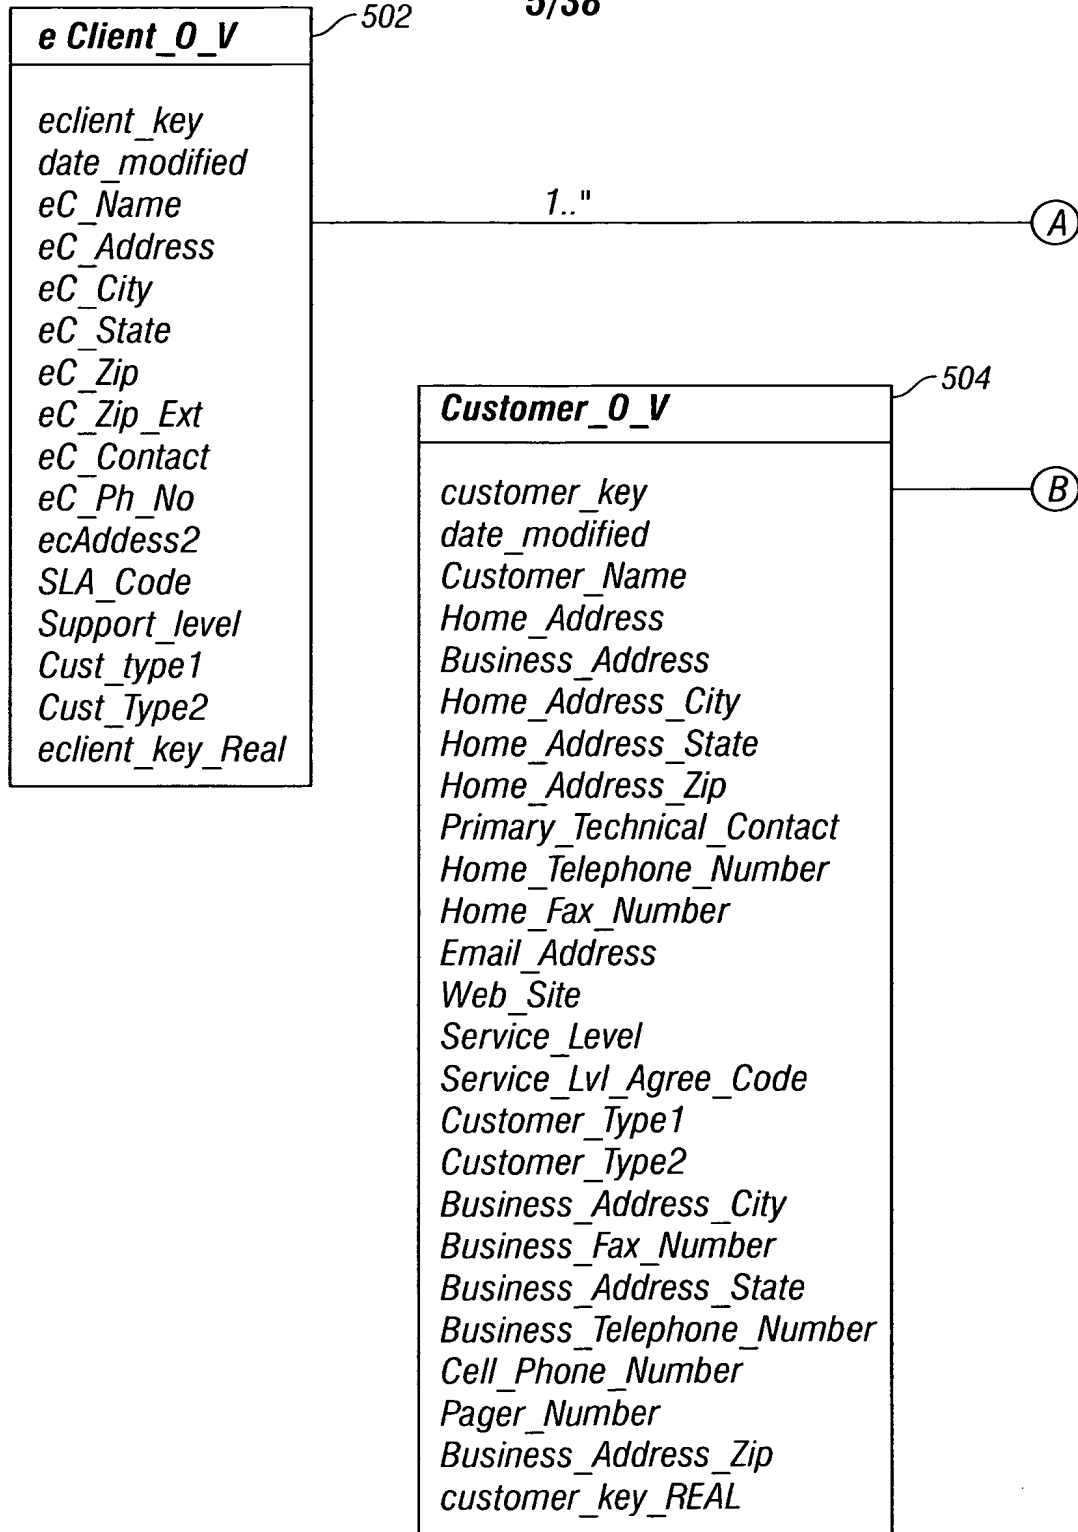 5/38
e Client_O_V
502
eclient_key
date_modified
eC_Name
eC_Address
eC_City
eC_State
eC_Zip
eC_Zip_Ext
eC_Contact
eC_Ph_No
ecAddess2
SLA_Code
Support_level
Cust_type1
Cust_Type2
eclient_key_Real
1.."
A
Customer_O_V
504
B
customer_key
date_modified
Customer_Name
Home_Address
Business_Address
Home_Address_City
Home_Address_State
Home_Address_Zip
Primary_Technical_Contact
Home_Telephone_Number
Home_Fax_Number
Email_Address
Web_Site
Service_Level
Service_Lvl_Agree_Code
Customer_Type1
Customer_Type2
Business_Address_City
Business_Fax_Number
Business_Address_State
Business_Telephone_Number
Cell_Phone_Number
Pager_Number
Business_Address_Zip
customer_key_REAL